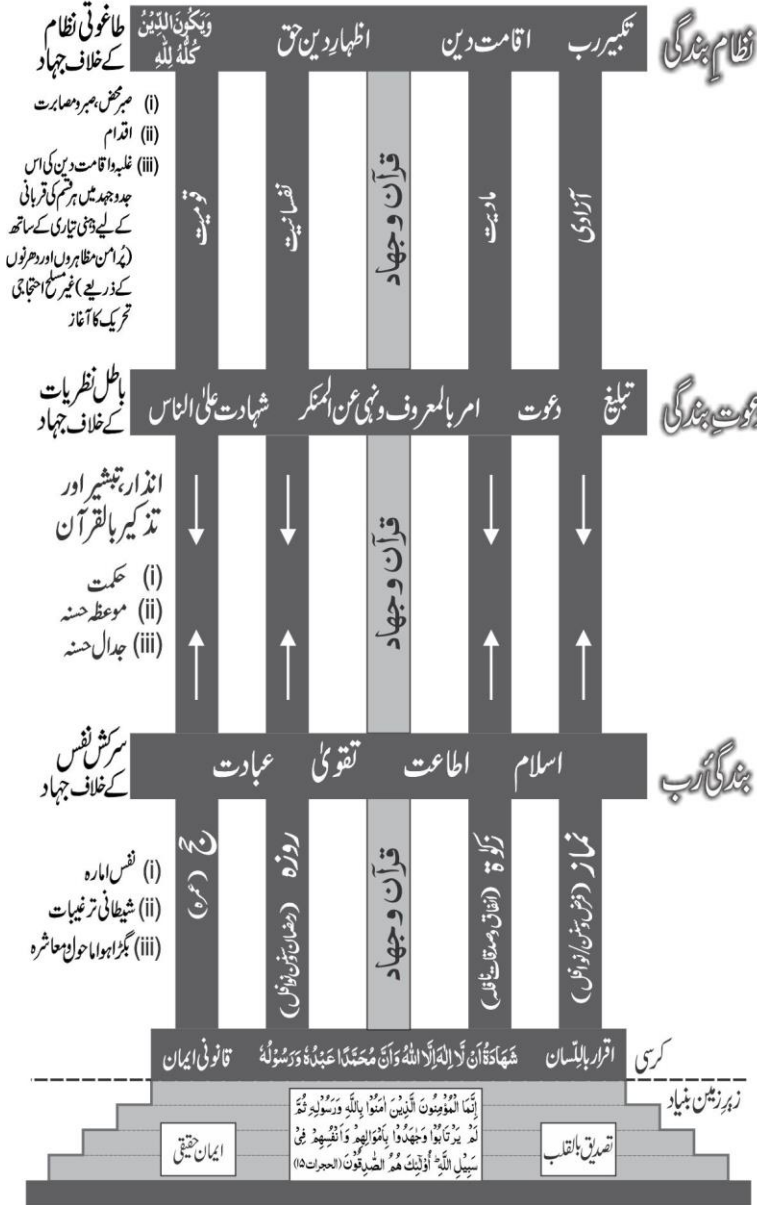 نظامِ بندگی
تکبیر رب
اقامت دین
اظہارِ دین حق
وَیَکُونَ الدِّیْنُ
کُلُّہٗ لِلّٰہِ
طاغوتی نظام
کے خلاف جہاد
(i) صبر محض، صبر و مصابرت
(ii) اقدام
(iii) غلبہ و اقامت دین کی اس
جدوجہد میں ہر قسم کی قربانی
کے لیے ذہنی تیاری کے ساتھ
(پُرامن مظاہروں اور دھرنوں
کے ذریعے) غیر مسلح احتجاجی
تحریک کا آغاز
آزادی
مادیت
قرآن و جہاد
نفسانیت
قومیت
دعوتِ بندگی
تبلیغ
دعوت
امر بالمعروف و نہی عن المنکر
شہادت علی الناس
باطل نظریات
کے خلاف جہاد
انذار، تبشیر اور
تذکیر بالقرآن
(i) حکمت
(ii) موعظہ حسنہ
(iii) جدال حسنہ
قرآن و جہاد
بندگیٔ رب
اسلام
اطاعت
تقویٰ
عبادت
سرکش نفس
کے خلاف جہاد
(i) نفس امارہ
(ii) شیطانی ترغیبات
(iii) بگڑا ہوا ماحول و معاشرہ
نماز (فرض و سنن/نوافل)
زکوٰۃ (انفاق و صدقات نافلہ)
قرآن و جہاد
روزہ (رمضان و سنن نوافل)
حج (عمرہ)
کرسی
اقرار باللّسان
شَھَادَۃُ اَنْ لَّا اِلٰہَ اِلَّا اللّٰہُ وَاَنَّ مُحَمَّدًا عَبْدُہٗ وَرَسُوْلُہٗ
قانونی ایمان
زیر زمین بنیاد
تصدیق بالقلب
إِنَّمَا الْمُؤْمِنُونَ الَّذِينَ اٰمَنُوا بِاللَّهِ وَرَسُولِهٖ ثُمَّ
لَمْ يَرْتَابُوا وَجٰهَدُوا بِأَمْوَالِهِمْ وَأَنْفُسِهِمْ فِي
سَبِيلِ اللَّهِ ۖ أُولٰٓئِكَ هُمُ الصّٰدِقُونَ (الحجرات ۱۵)
ایمان حقیقی